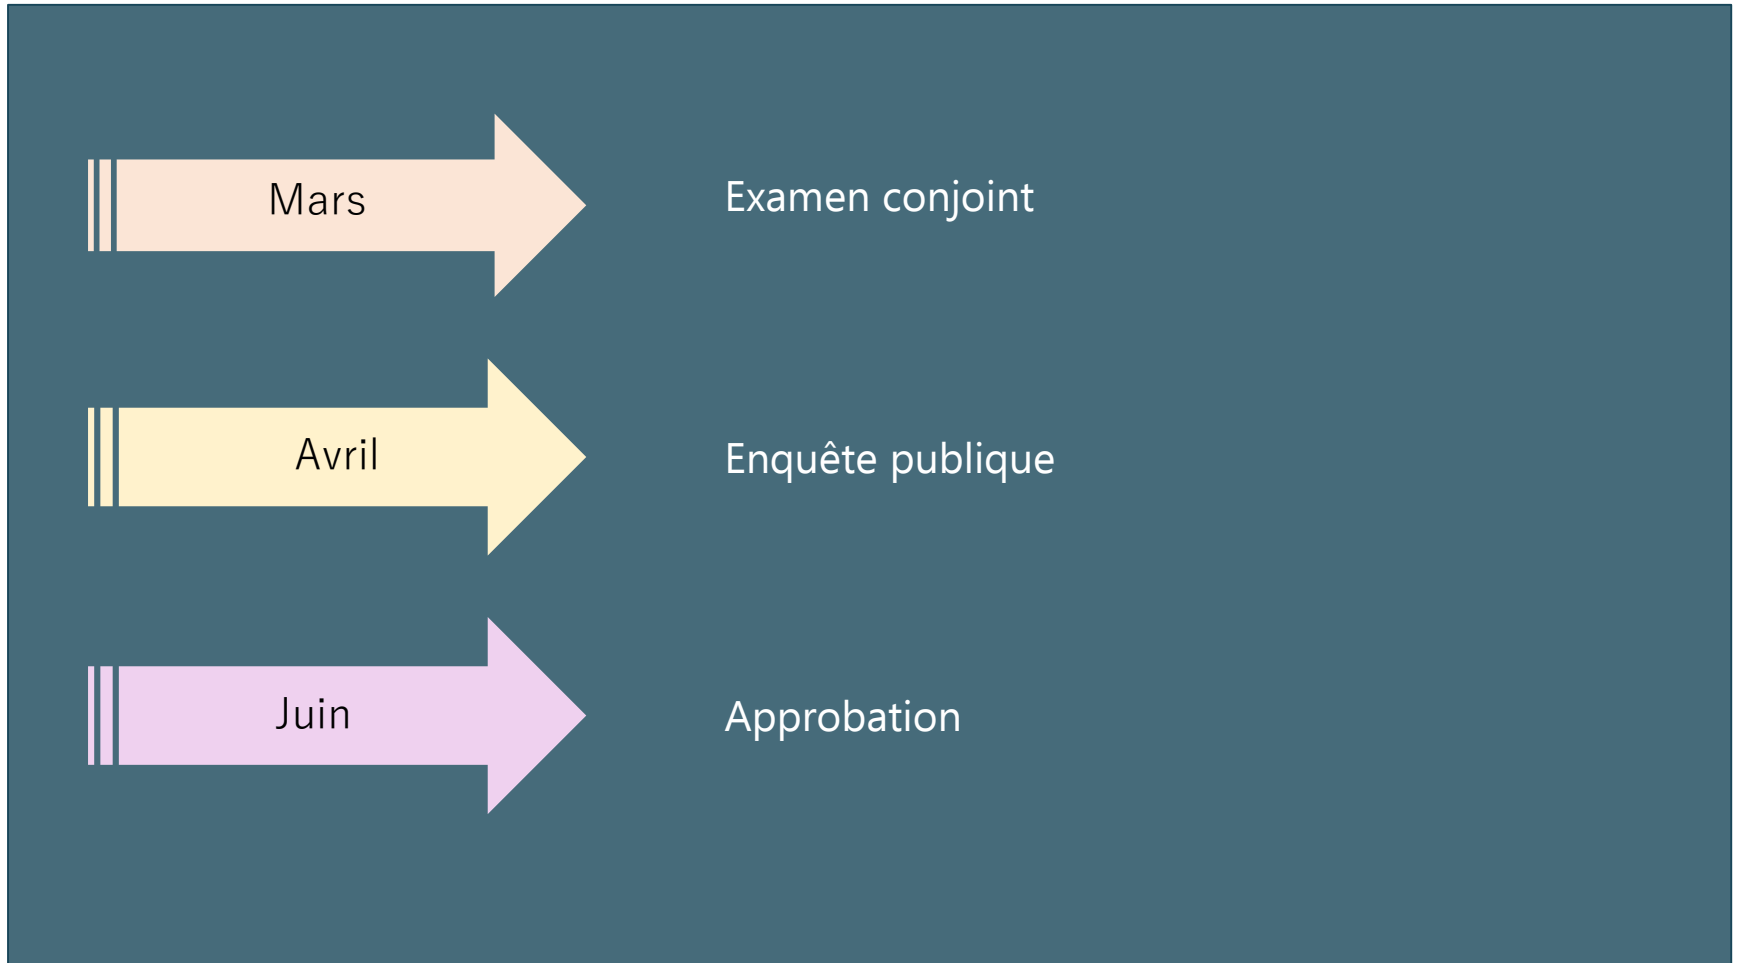 Mars
Examen conjoint
Avril
Enquête publique
Juin
Approbation